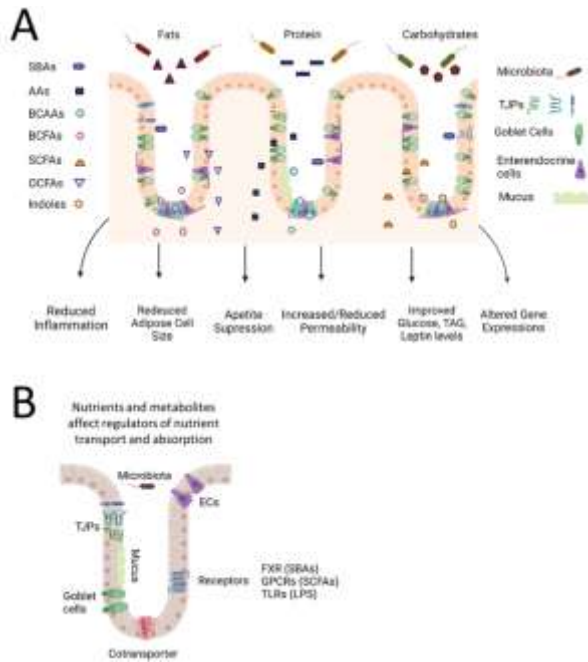 A
Fats
Protein
Carbohydrates
SBAs
AAs
BCAAs
BCFAs
SCFAs
OCFAs
Indoles
Microbiota
TJPs
Goblet Cells
Enterendocrine
cells
Mucus
Reduced
Inflammation
Redeuced
Adipose Cell
Size
Apetite
Supression
Increased/Reduced
Permeability
Improved
Glucose, TAG,
Leptin levels
Altered Gene
Expressions
B
Nutrients and metabolites
affect regulators of nutrient
transport and absorption
Microbiota
ECs
TJPs
Mucus
Goblet
cells
Receptors
FXR (SBAs)
GPCRs (SCFAs)
TLRs (LPS)
Cotransporter